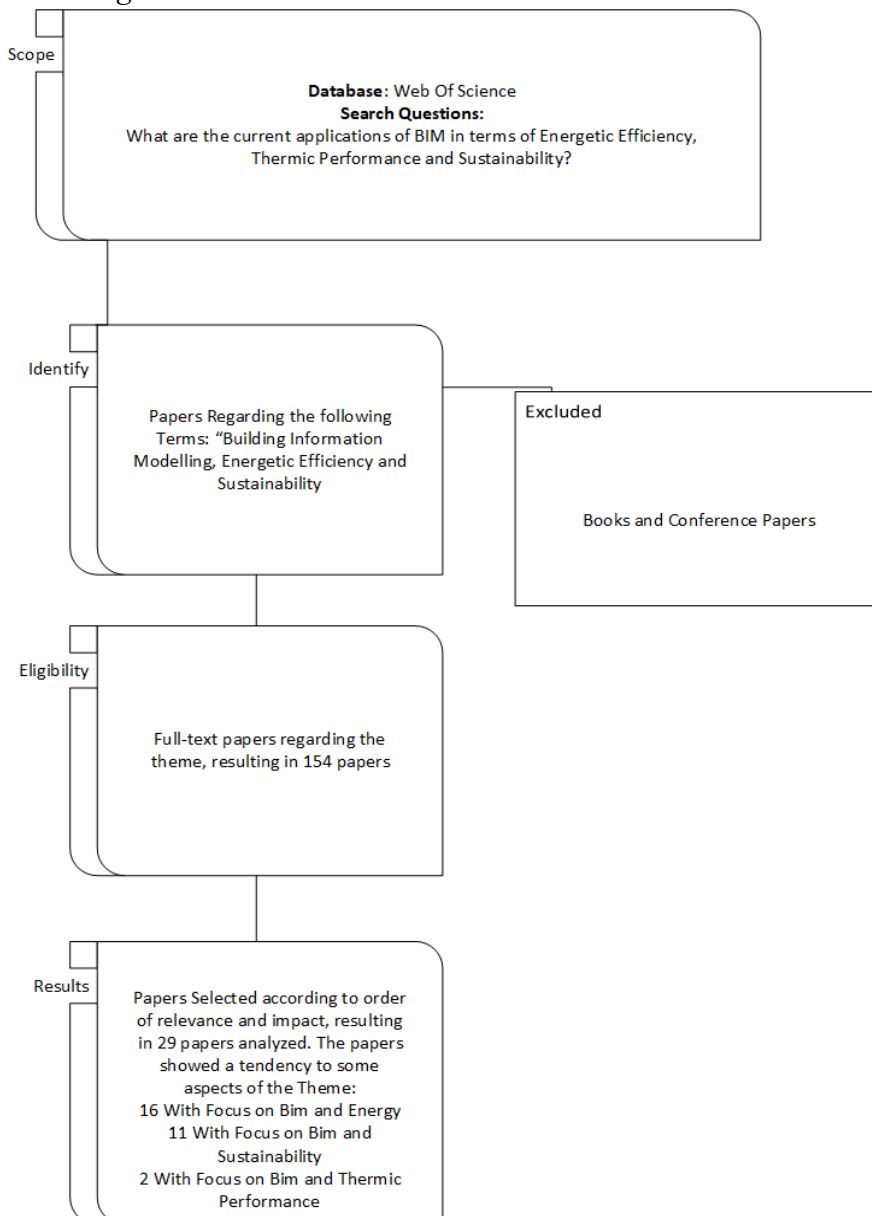 Scope
Database: Web Of Science
Search Questions:
What are the current applications of BIM in terms of Energetic Efficiency,
Thermic Performance and Sustainability?
Identify
Papers Regarding the following
Terms: “Building Information
Modelling, Energetic Efficiency and
Sustainability
Excluded
Books and Conference Papers
Eligibility
Full-text papers regarding the
theme, resulting in 154 papers
Results
Papers Selected according to order
of relevance and impact, resulting
in 29 papers analyzed. The papers
showed a tendency to some
aspects of the Theme:
16 With Focus on Bim and Energy
11 With Focus on Bim and
Sustainability
2 With Focus on Bim and Thermic
Performance